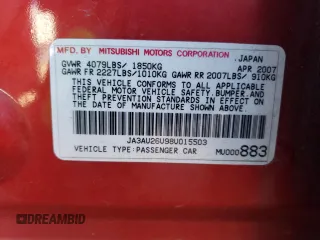 MFD. BY MITSUBISHI MOTORS CORPORATION, JAPAN
GVWR 4079LBS/ 1850KG APR 2007
GAWR FR 2227LBS/1010KG GAWR RR 2007LBS/ 910KG
THIS VEHICLE CONFORMS TO ALL APPLICABLE
FEDERAL MOTOR VEHICLE SAFETY, BUMPER, AND
THEFT PREVENTION STANDARDS IN EFFECT ON
THE DATE OF MANUFACTURE SHOWN ABOVE.
JA3AU26U98U015503
VEHICLE TYPE:PASSENGER CAR MU000883
DREAMBID